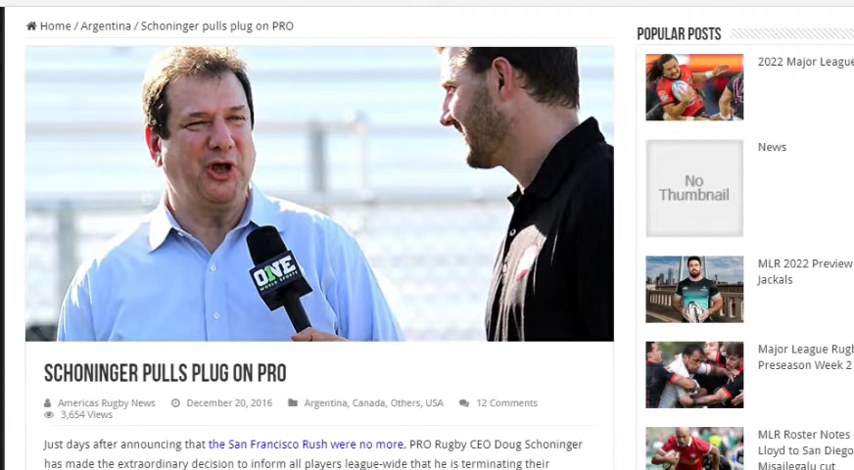 Home / Argentina / Schoninger pulls plug on PRO
ONE
WORLD SPORTS
SCHONINGER PULLS PLUG ON PRO
Americas Rugby News December 20, 2016 Argentina, Canada, Others, USA 12 Comments
3,654 Views
Just days after announcing that the San Francisco Rush were no more, PRO Rugby CEO Doug Schoninger
has made the extraordinary decision to inform all players league-wide that he is terminating their
POPULAR POSTS
2022 Major League
No
Thumbnail
News
MLR 2022 Preview
Jackals
Major League Rugb
Preseason Week 2
MLR Roster Notes
Lloyd to San Diego
Misailegalu cut